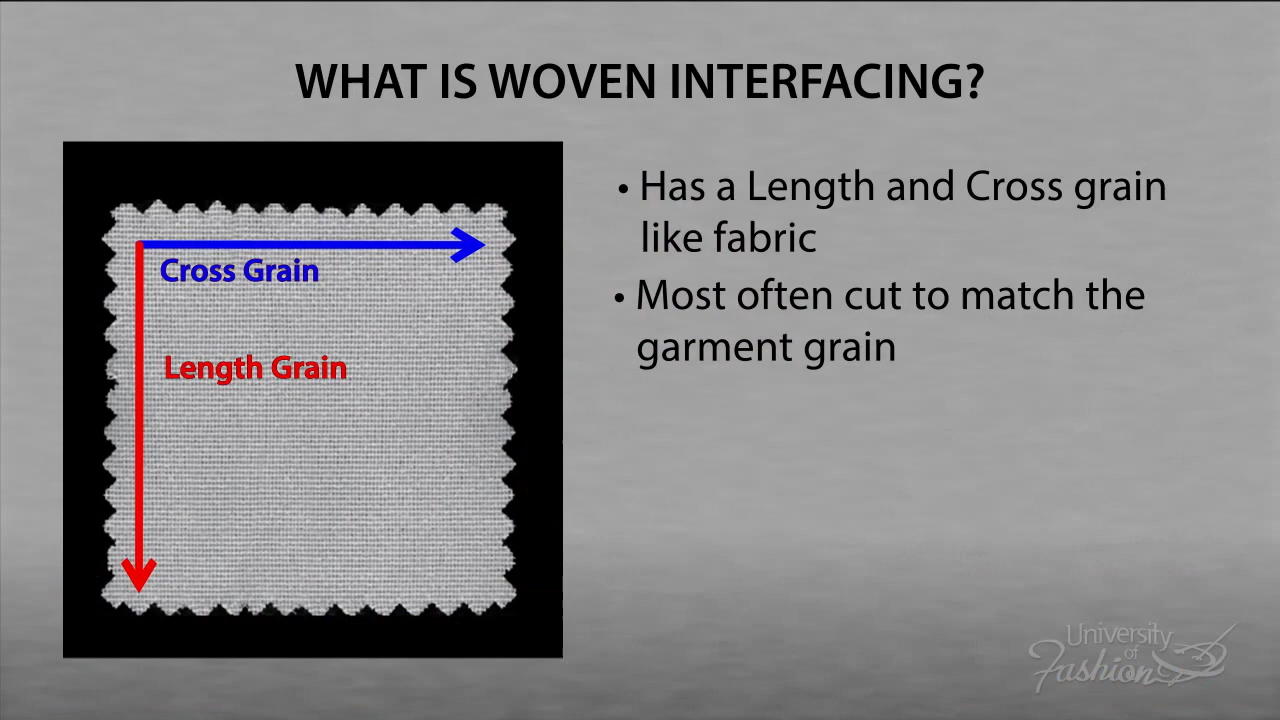 WHAT IS WOVEN INTERFACING?
Cross Grain
Length Grain
• Has a Length and Cross grain
like fabric
• Most often cut to match the
garment grain
University
of
Fashion